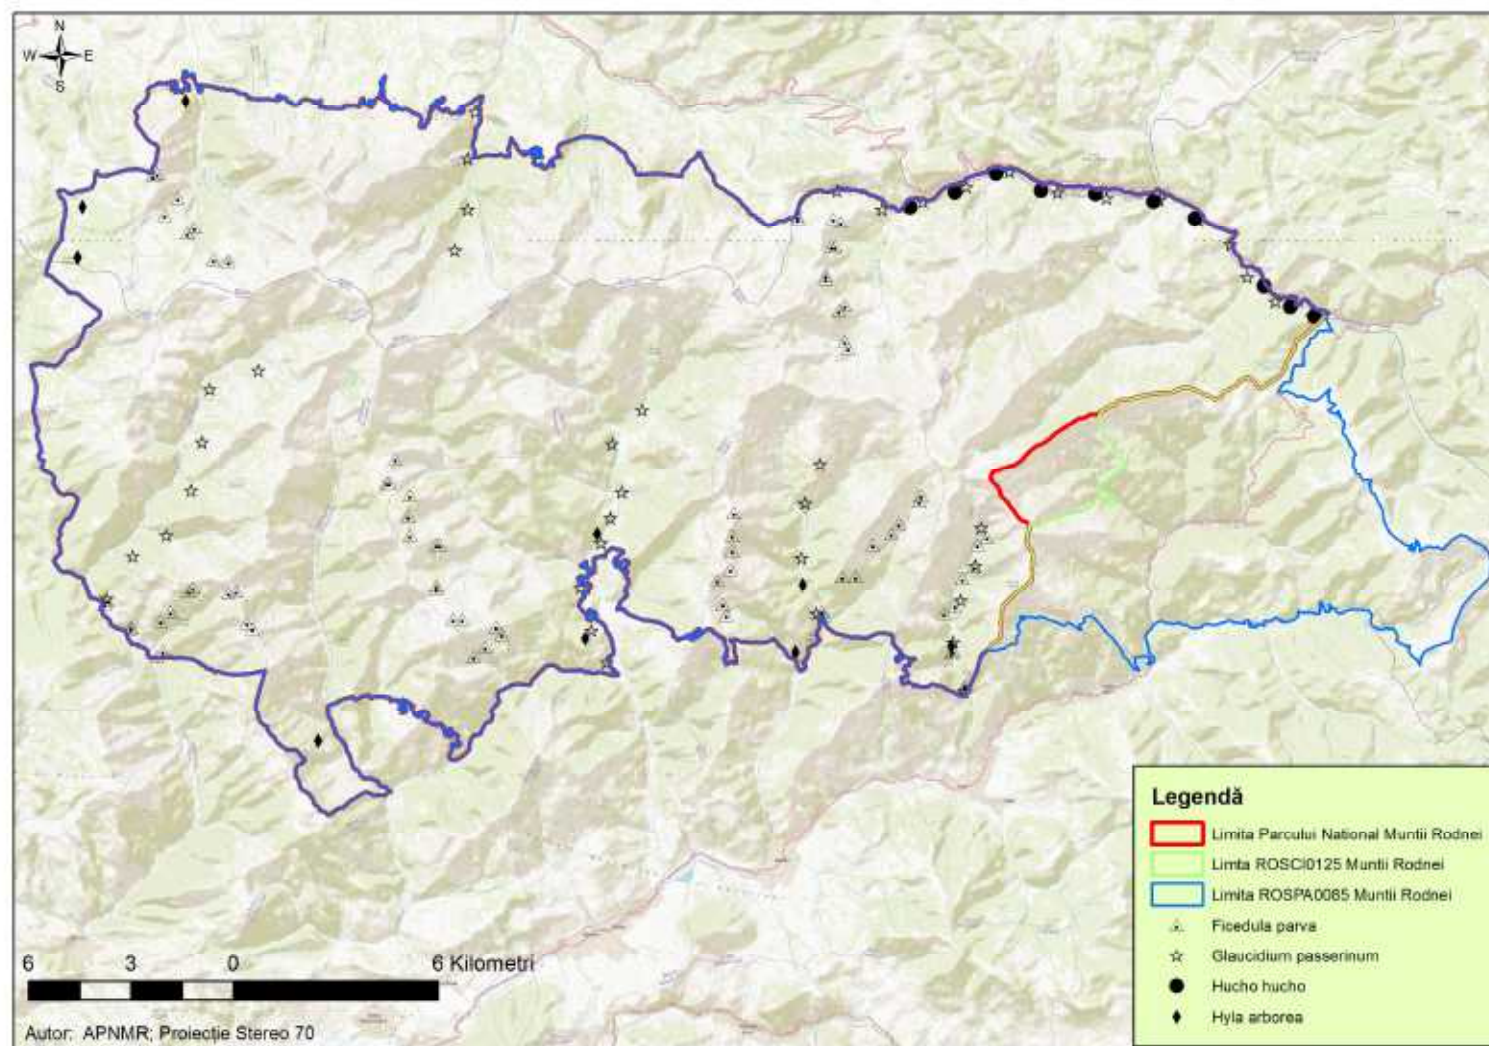 N
W E
S
Legendă
Limita Parcului National Muntii Rodnei
Limta ROSCI0125 Muntii Rodnei
Limita ROSPA0085 Muntii Rodnei
Ficedula parva
Glaucidium passerinum
Hucho hucho
Hyla arborea
6 3 0 6 Kilometri
Autor: APNMR; Proiectie Stereo 70